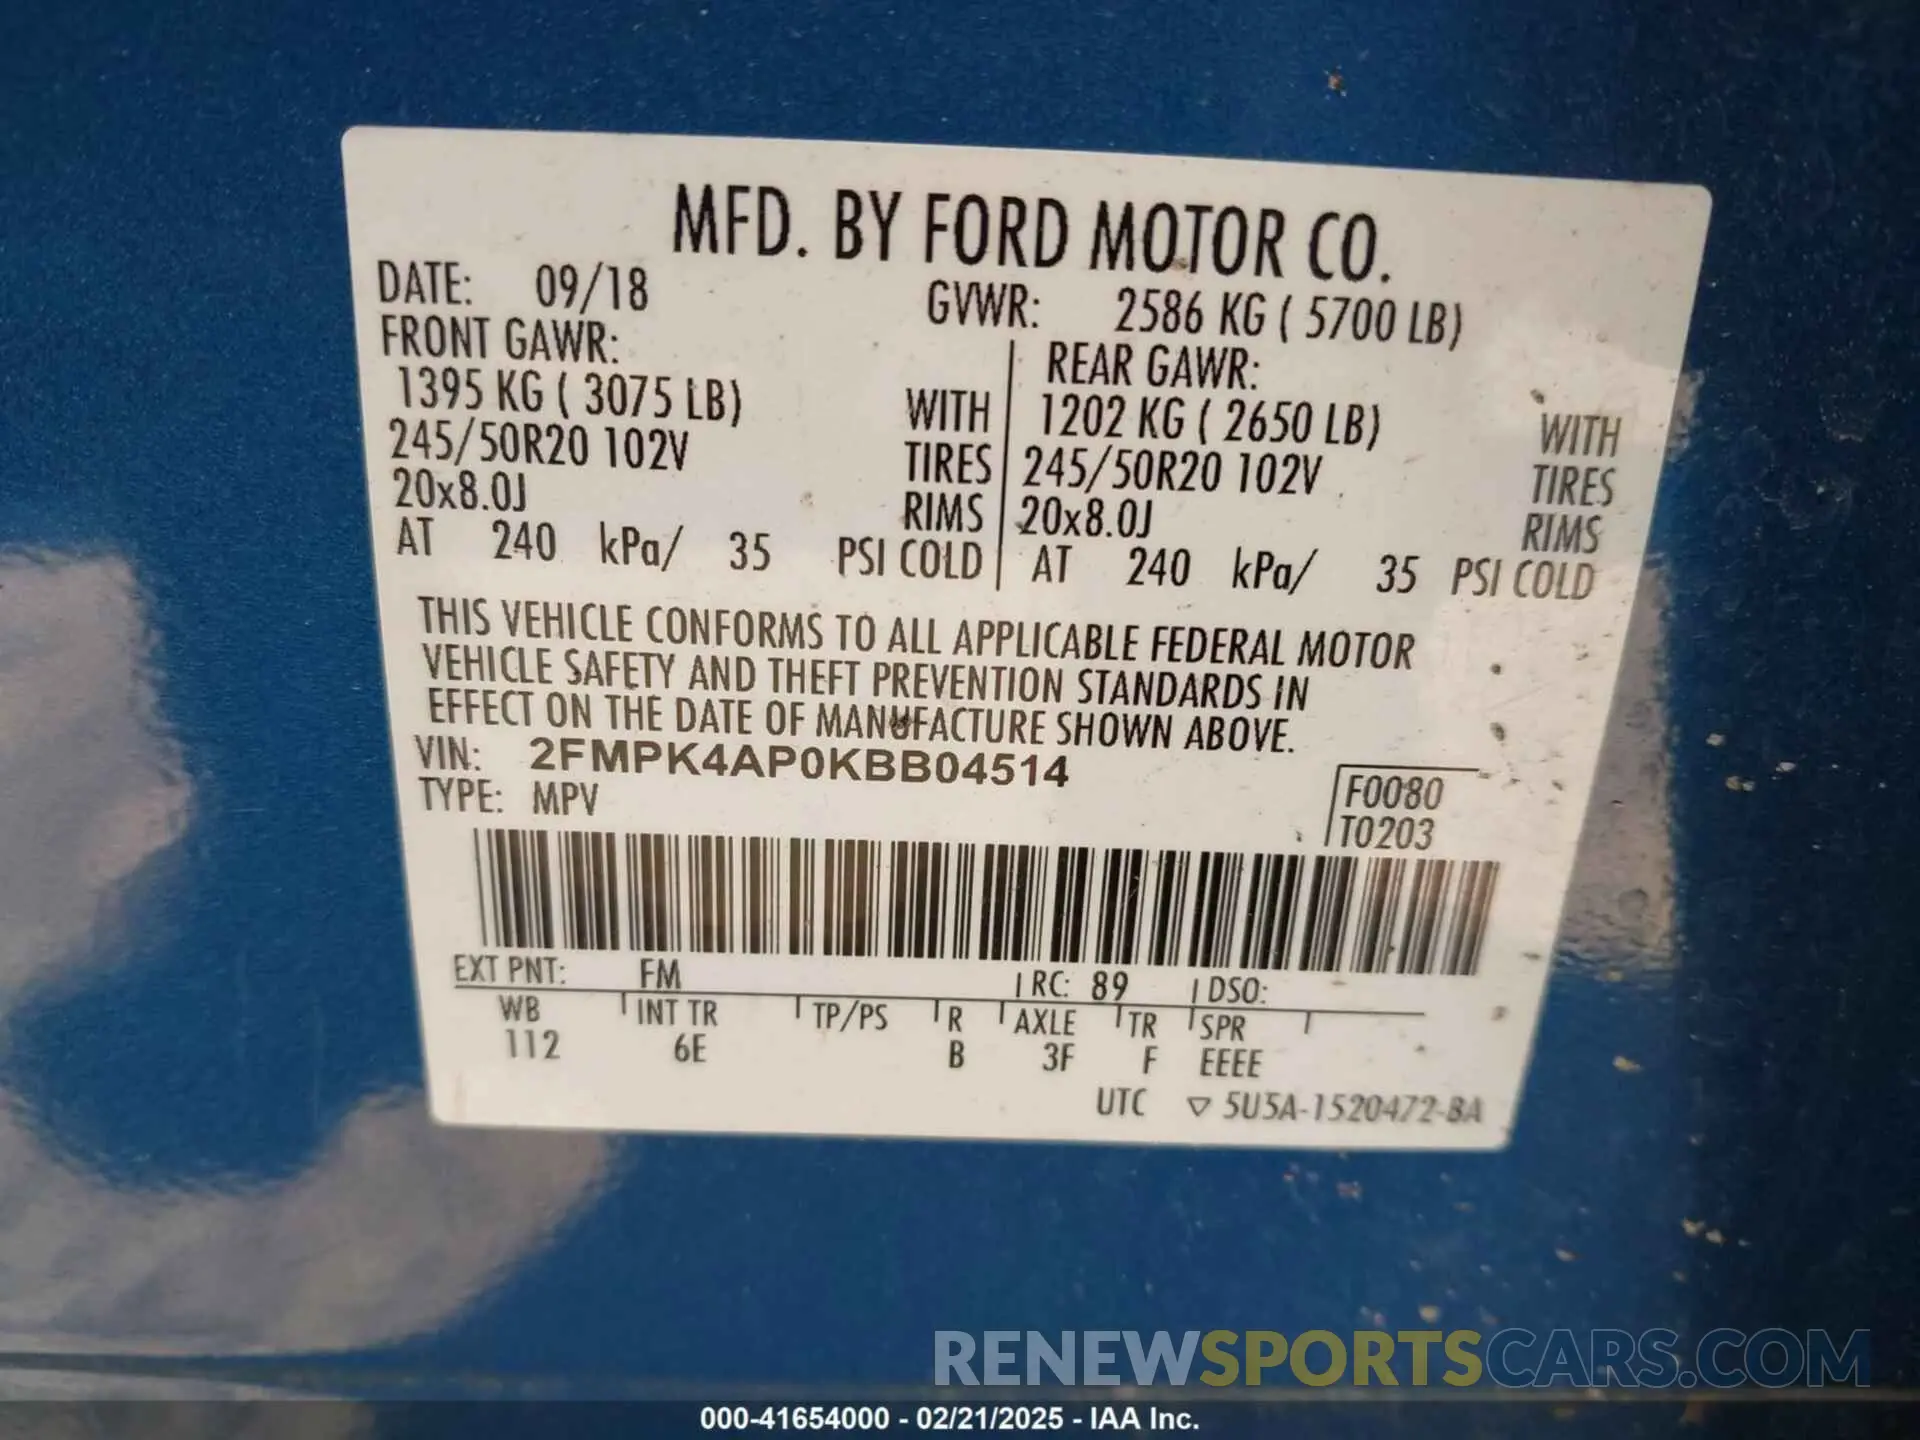 MFD. BY FORD MOTOR CO.
DATE: 09/18 GVWR: 2586 KG ( 5700 LB)
FRONT GAWR: REAR GAWR:
1395 KG ( 3075 LB) WITH 1202 KG ( 2650 LB) WITH
245/50R20 102V TIRES 245/50R20 102V TIRES
20x8.0J RIMS 20x8.0J RIMS
AT 240 kPa/ 35 PSI COLD AT 240 kPa/ 35 PSI COLD
THIS VEHICLE CONFORMS TO ALL APPLICABLE FEDERAL MOTOR
VEHICLE SAFETY AND THEFT PREVENTION STANDARDS IN
EFFECT ON THE DATE OF MANUFACTURE SHOWN ABOVE.
VIN: 2FMPK4AP0KBB04514
TYPE: MPV F0080
T0203
EXT PNT: FM RC: 89 DSO:
WB INT TR TP/PS R AXLE TR SPR
112 6E B 3F F EEEE
UTC ▽ 5U5A-1520472-BA
RENEWSPORTSCARS.COM
000-41654000 - 02/21/2025 - IAA Inc.